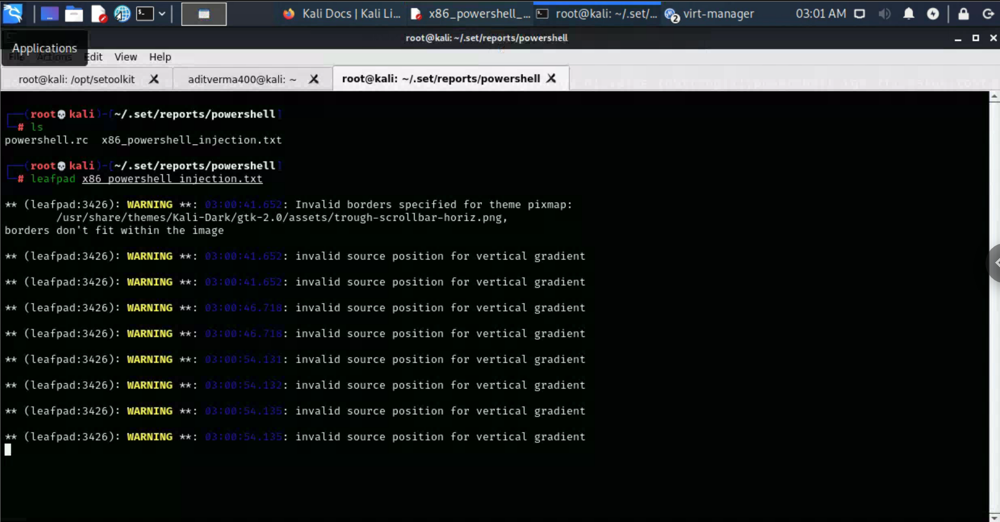 Kali Docs | Kali Li...
x86_powershell_...
root@kali: ~/.set/...
2
virt-manager
03:01 AM
root@kali: ~/.set/reports/powershell
Applications
File Actions Edit View Help
root@kali: /opt/setoolkit
aditverma400@kali: ~
root@kali: ~/.set/reports/powershell
(root💀kali)-[~/.set/reports/powershell]
# ls
powershell.rc x86_powershell_injection.txt
(root💀kali)-[~/.set/reports/powershell]
# leafpad x86_powershell_injection.txt
** (leafpad:3426): WARNING **: 03:00:41.652: Invalid borders specified for theme pixmap:
/usr/share/themes/Kali-Dark/gtk-2.0/assets/trough-scrollbar-horiz.png,
borders don't fit within the image
** (leafpad:3426): WARNING **: 03:00:41.652: invalid source position for vertical gradient
** (leafpad:3426): WARNING **: 03:00:41.652: invalid source position for vertical gradient
** (leafpad:3426): WARNING **: 03:00:46.718: invalid source position for vertical gradient
** (leafpad:3426): WARNING **: 03:00:46.718: invalid source position for vertical gradient
** (leafpad:3426): WARNING **: 03:00:54.131: invalid source position for vertical gradient
** (leafpad:3426): WARNING **: 03:00:54.132: invalid source position for vertical gradient
** (leafpad:3426): WARNING **: 03:00:54.135: invalid source position for vertical gradient
** (leafpad:3426): WARNING **: 03:00:54.135: invalid source position for vertical gradient